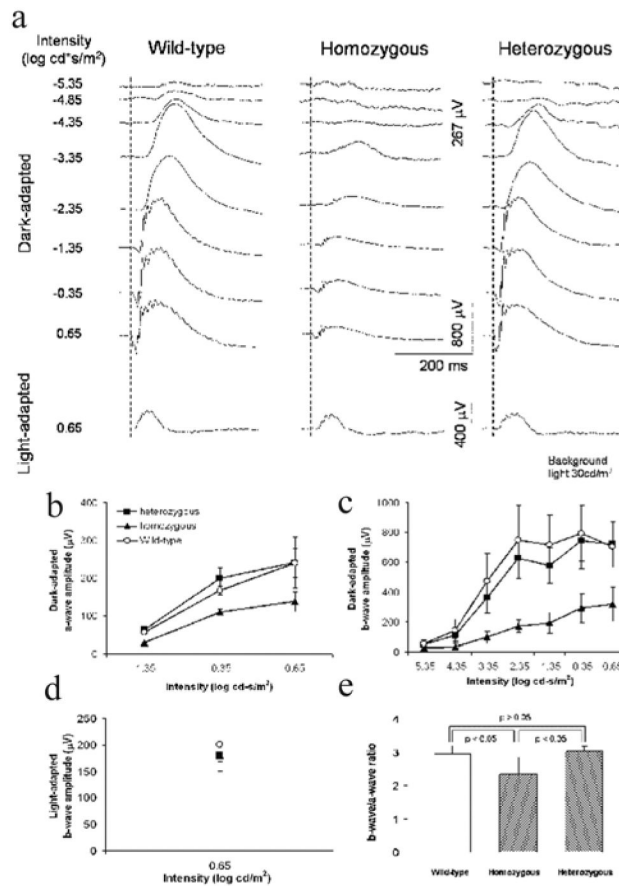 a
Intensity
(log cd*s/m²)
Wild-type
Homozygous
Heterozygous
Dark-adapted
-5.35
-4.85
-4.35
-3.35
-2.35
-1.35
-0.35
0.65
267 µV
800 µV
200 ms
Light-adapted
0.65
400 µV
Background
light 30cd/m²
b
Dark-adapted
a-wave amplitude (µV)
400
300
200
100
0
heterozygous
homozygous
Wild-type
0.65
Intensity (log cd-s/m²)
c
Dark-adapted
b-wave amplitude (µV)
1000
800
600
400
200
0
5.35
4.35
3.35
2.35
0.35
0.65
Intensity (log cd-s/m²)
d
Light-adapted
b-wave amplitude (µV)
250
200
150
100
50
0
0.65
Intensity (log cd/m²)
e
b-wave/a-wave ratio
4
3
2
1
0
p > 0.05
p < 0.05
p < 0.05
Wild-type
Homozygous
Heterozygous